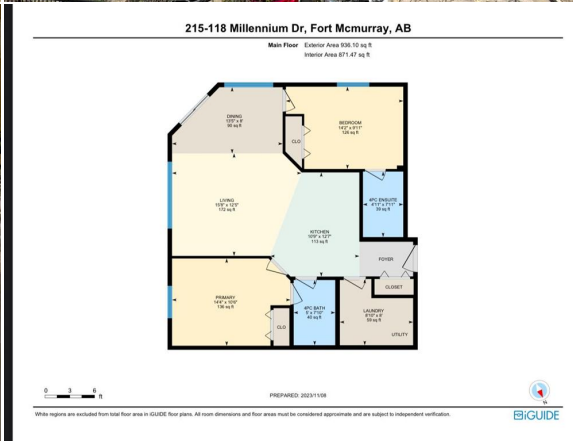 215-118 Millennium Dr, Fort Mcmurray, AB
Main Floor Exterior Area 936.10 sq ft
Interior Area 871.47 sq ft
DINING
13'5" x 8'
90 sq ft
BEDROOM
14'2" x 9'11"
126 sq ft
CLO
LIVING
15'8" x 12'5"
172 sq ft
4PC ENSUITE
4'11" x 7'11"
39 sq ft
KITCHEN
10'9" x 12'7"
113 sq ft
FOYER
CLOSET
PRIMARY
14'4" x 10'6"
136 sq ft
CLO
4PC BATH
5' x 7'10"
40 sq ft
LAUNDRY
8'10" x 8'
59 sq ft
UTILITY
0 3 6 ft
PREPARED: 2023/11/08
White regions are excluded from total floor area in iGUIDE floor plans. All room dimensions and floor areas must be considered approximate and are subject to independent verification.
iGUIDE